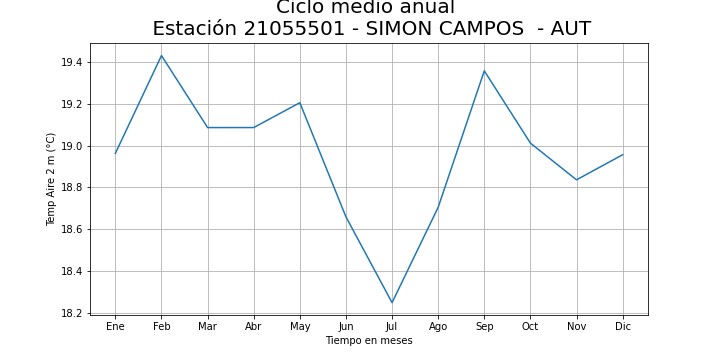 Ciclo medio anual
Estación 21055501 - SIMON CAMPOS - AUT
19.4
19.2
19.0
18.8
18.6
18.4
18.2
Temp Aire 2 m (°C)
Ene Feb Mar Abr May Jun Jul Ago Sep Oct Nov Dic
Tiempo en meses